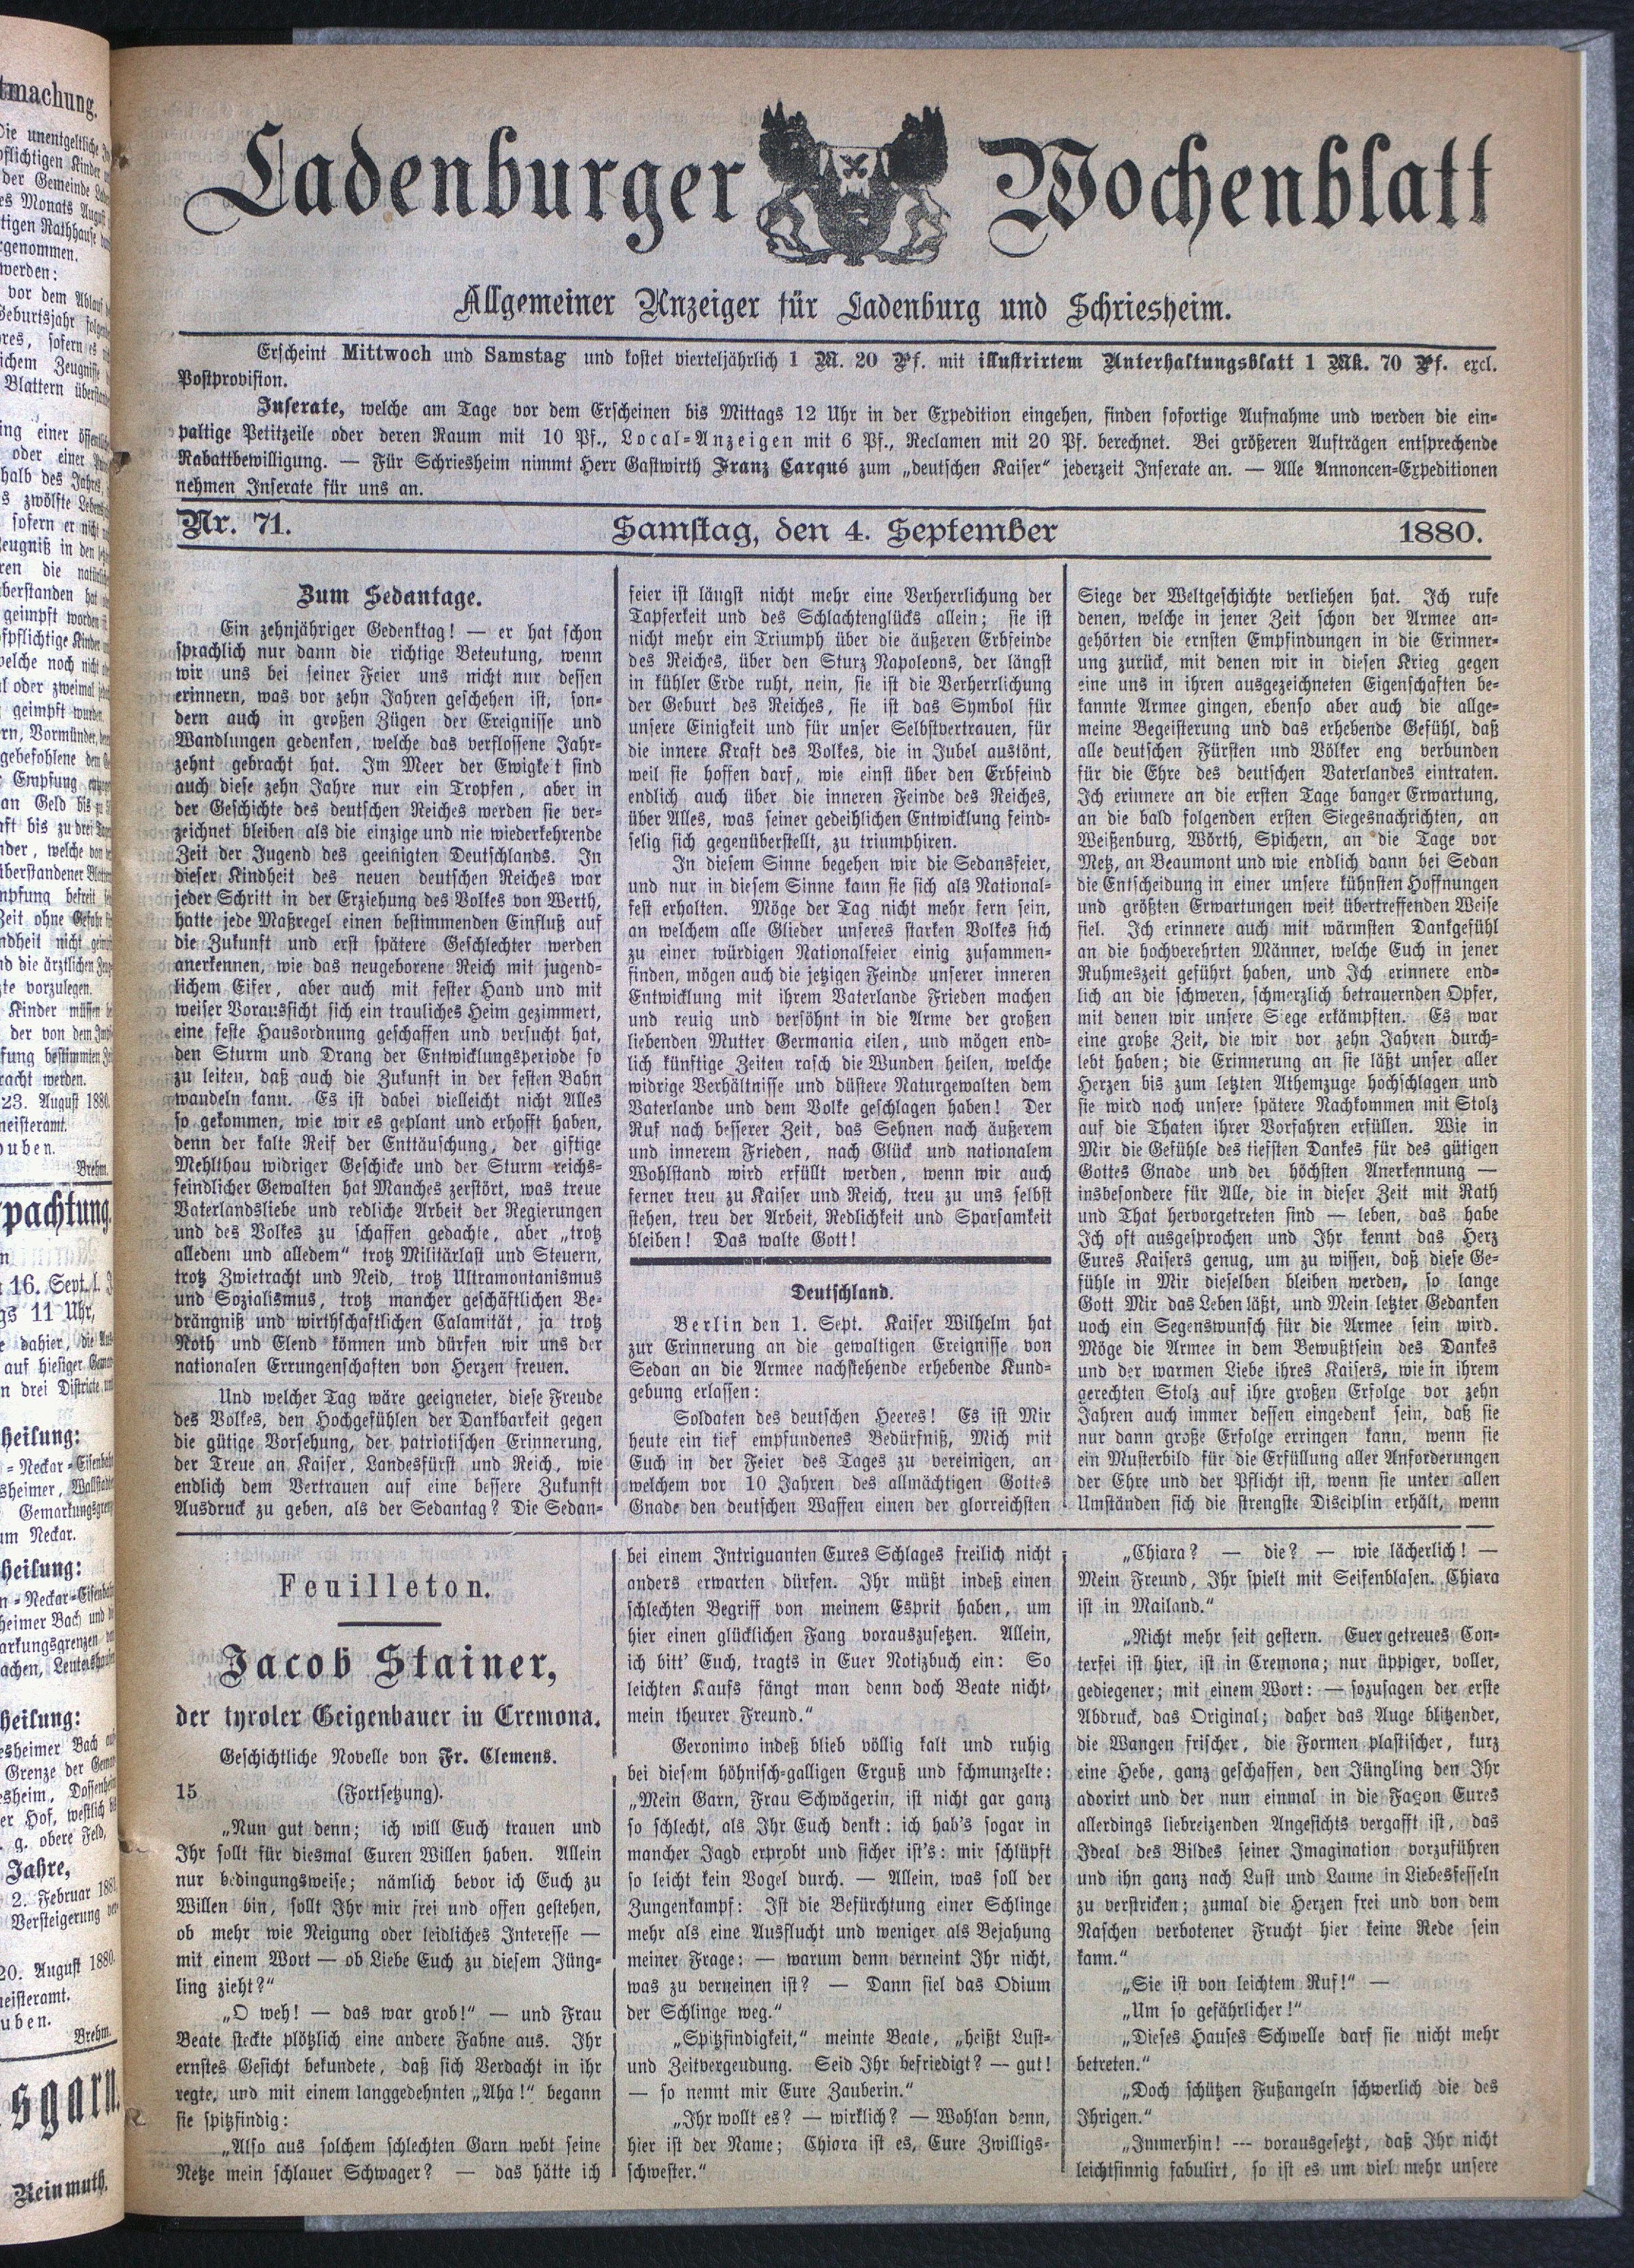 Ladenburger Wochenblatt
Allgemeiner Anzeiger für Ladenburg und Schriesheim.
Erscheint Mittwoch und Samstag und kostet vierteljährlich 1 M. 20 Pf. mit illustrirtem Unterhaltungsblatt 1 Mk. 70 Pf. excl.
Postprovision.
Inserate, welche am Tage vor dem Erscheinen bis Mittags 12 Uhr in der Expedition eingehen, finden sofortige Aufnahme und werden die ein-
paltige Petitzeile oder deren Raum mit 10 Pf., Local-Anzeigen mit 6 Pf., Reclamen mit 20 Pf. berechnet. Bei größeren Aufträgen entsprechende
Rabattbewilligung. — Für Schriesheim nimmt Herr Gastwirth Franz Carqué zum „deutschen Kaiser" jederzeit Inserate an. — Alle Annoncen-Expeditionen
nehmen Inserate für uns an.
Nr. 71. Samstag, den 4. September 1880.
Zum Sedantage.
Ein zehnjähriger Gedenktag! — er hat schon
sprachlich nur dann die richtige Beteutung, wenn
wir uns bei seiner Feier uns nicht nur dessen
erinnern, was vor zehn Jahren geschehen ist, son-
dern auch in großen Zügen der Ereignisse und
Wandlungen gedenken, welche das verflossene Jahr-
zehnt gebracht hat. Im Meer der Ewigke t sind
auch diese zehn Jahre nur ein Tropfen, aber in
der Geschichte des deutschen Reiches werden sie ver-
zeichnet bleiben als die einzige und nie wiederkehrende
Zeit der Jugend des geeinigten Deutschlands. In
dieser Kindheit des neuen deutschen Reiches war
jeder Schritt in der Erziehung des Volkes von Werth,
hatte jede Maßregel einen bestimmenden Einfluß auf
die Zukunft und erst spätere Geschlechter werden
anerkennen, wie das neugeborene Reich mit jugend-
lichem Eifer, aber auch mit fester Hand und mit
weiser Voraussicht sich ein trauliches Heim gezimmert,
eine feste Hausordnung geschaffen und versucht hat,
den Sturm und Drang der Entwicklungsperiode so
zu leiten, daß auch die Zukunft in der festen Bahn
wandeln kann. Es ist dabei vielleicht nicht Alles
so gekommen, wie wir es geplant und erhofft haben,
denn der kalte Reif der Enttäuschung, der giftige
Mehlthau widriger Geschicke und der Sturm reichs-
feindlicher Gewalten hat Manches zerstört, was treue
Vaterlandsliebe und redliche Arbeit der Regierungen
und des Volkes zu schaffen gedachte, aber „trotz
alledem und alledem" trotz Militärlast und Steuern,
trotz Zwietracht und Neid, trotz Ultramontanismus
und Sozialismus, trotz mancher geschäftlichen Be-
drängniß und wirthschaftlichen Calamität, ja trotz
Noth und Elend können und dürfen wir uns der
nationalen Errungenschaften von Herzen freuen.
Und welcher Tag wäre geeigneter, diese Freude
des Volkes, den Hochgefühlen der Dankbarkeit gegen
die gütige Vorsehung, der patriotischen Erinnerung,
der Treue an Kaiser, Landesfürst und Reich, wie
endlich dem Vertrauen auf eine bessere Zukunft
Ausdruck zu geben, als der Sedantag? Die Sedan-
feier ist längst nicht mehr eine Verherrlichung der
Tapferkeit und des Schlachtenglücks allein; sie ist
nicht mehr ein Triumph über die äußeren Erbfeinde
des Reiches, über den Sturz Napoleons, der längst
in kühler Erde ruht, nein, sie ist die Verherrlichung
der Geburt des Reiches, sie ist das Symbol für
unsere Einigkeit und für unser Selbstvertrauen, für
die innere Kraft des Volkes, die in Jubel austönt,
weil sie hoffen darf, wie einst über den Erbfeind
endlich auch über die inneren Feinde des Reiches,
über Alles, was seiner gedeihlichen Entwicklung feind-
selig sich gegenüberstellt, zu triumphiren.
In diesem Sinne begehen wir die Sedansfeier,
und nur in diesem Sinne kann sie sich als National-
fest erhalten. Möge der Tag nicht mehr fern sein,
an welchem alle Glieder unseres starken Volkes sich
zu einer würdigen Nationalfeier einig zusammen-
finden, mögen auch die jetzigen Feinde unserer inneren
Entwicklung mit ihrem Vaterlande Frieden machen
und reuig und versöhnt in die Arme der großen
liebenden Mutter Germania eilen, und mögen end-
lich künftige Zeiten rasch die Wunden heilen, welche
widrige Verhältnisse und düstere Naturgewalten dem
Vaterlande und dem Volke geschlagen haben! Der
Ruf nach besserer Zeit, das Sehnen nach äußerem
und innerem Frieden, nach Glück und nationalem
Wohlstand wird erfüllt werden, wenn wir auch
ferner treu zu Kaiser und Reich, treu zu uns selbst
stehen, treu der Arbeit, Redlichkeit und Sparsamkeit
bleiben! Das walte Gott!
Deutschland.
Berlin den 1. Sept. Kaiser Wilhelm hat
zur Erinnerung an die gewaltigen Ereignisse von
Sedan an die Armee nachstehende erhebende Kund-
gebung erlassen:
Soldaten des deutschen Heeres! Es ist Mir
heute ein tief empfundenes Bedürfniß, Mich mit
Euch in der Feier des Tages zu vereinigen, an
welchem vor 10 Jahren des allmächtigen Gottes
Gnade den deutschen Waffen einen der glorreichsten
Siege der Weltgeschichte verliehen hat. Ich rufe
denen, welche in jener Zeit schon der Armee an-
gehörten die ernsten Empfindungen in die Erinner-
ung zurück, mit denen wir in diesen Krieg gegen
eine uns in ihren ausgezeichneten Eigenschaften be-
kannte Armee gingen, ebenso aber auch die allge-
meine Begeisterung und das erhebende Gefühl, daß
alle deutschen Fürsten und Völker eng verbunden
für die Ehre des deutschen Vaterlandes eintraten.
Ich erinnere an die ersten Tage banger Erwartung,
an die bald folgenden ersten Siegesnachrichten, an
Weißenburg, Wörth, Spichern, an die Tage vor
Metz, an Beaumont und wie endlich dann bei Sedan
die Entscheidung in einer unsere kühnsten Hoffnungen
und größten Erwartungen weit übertreffenden Weise
fiel. Ich erinnere auch mit wärmsten Dankgefühl
an die hochverehrten Männer, welche Euch in jener
Ruhmeszeit geführt haben, und Ich erinnere end-
lich an die schweren, schmerzlich betrauernden Opfer,
mit denen wir unsere Siege erkämpften. Es war
eine große Zeit, die wir vor zehn Jahren durch-
lebt haben; die Erinnerung an sie läßt unser aller
Herzen bis zum letzten Athemzuge hochschlagen und
sie wird noch unsere spätere Nachkommen mit Stolz
auf die Thaten ihrer Vorfahren erfüllen. Wie in
Mir die Gefühle des tiefsten Dankes für des gütigen
Gottes Gnade und der höchsten Anerkennung —
insbesondere für Alle, die in dieser Zeit mit Rath
und That hervorgetreten sind — leben, das habe
Ich oft ausgesprochen und Ihr kennt das Herz
Eures Kaisers genug, um zu wissen, daß diese Ge-
fühle in Mir dieselben bleiben werden, so lange
Gott Mir das Leben läßt, und Mein letzter Gedanken
noch ein Segenswunsch für die Armee sein wird.
Möge die Armee in dem Bewußtsein des Dankes
und der warmen Liebe ihres Kaisers, wie in ihrem
gerechten Stolz auf ihre großen Erfolge vor zehn
Jahren auch immer dessen eingedenk sein, daß sie
nur dann große Erfolge erringen kann, wenn sie
ein Musterbild für die Erfüllung aller Anforderungen
der Ehre und der Pflicht ist, wenn sie unter allen
Umständen sich die strengste Disciplin erhält, wenn
Feuilleton.
Jacob Stainer,
der tyroler Geigenbauer in Cremona.
Geschichtliche Novelle von Fr. Clemens.
15 (Fortsetzung).
„Nun gut denn; ich will Euch trauen und
Ihr sollt für diesmal Euren Willen haben. Allein
nur bedingungsweise; nämlich bevor ich Euch zu
Willen bin, sollt Ihr mir frei und offen gestehen,
ob mehr wie Neigung oder leidliches Interesse —
mit einem Wort — ob Liebe Euch zu diesem Jüng-
ling zieht?"
„O weh! — das war grob!" — und Frau
Beate steckte plötzlich eine andere Fahne aus. Ihr
ernstes Gesicht bekundete, daß sich Verdacht in ihr
regte, und mit einem langgedehnten „Aha!" begann
sie spitzfindig:
„Also aus solchem schlechten Garn webt seine
Netze mein schlauer Schwager? — das hätte ich
bei einem Intriguanten Eures Schlages freilich nicht
anders erwarten dürfen. Ihr müßt indeß einen
schlechten Begriff von meinem Esprit haben, um
hier einen glücklichen Fang vorauszusetzen. Allein,
ich bitt' Euch, tragts in Euer Notizbuch ein: So
leichten Kaufs fängt man denn doch Beate nicht,
mein theurer Freund."
Geronimo indeß blieb völlig kalt und ruhig
bei diesem höhnisch-galligen Erguß und schmunzelte:
„Mein Garn, Frau Schwägerin, ist nicht gar ganz
so schlecht, als Ihr Euch denkt: ich hab's sogar in
mancher Jagd erprobt und sicher ist's: mir schlüpft
so leicht kein Vogel durch. — Allein, was soll der
Zungenkampf: Ist die Befürchtung einer Schlinge
mehr als eine Ausflucht und weniger als Bejahung
meiner Frage: — warum denn verneint Ihr nicht,
was zu verneinen ist? — Dann fiel das Odium
der Schlinge weg."
„Spitzfindigkeit," meinte Beate, „heißt Lust-
und Zeitvergeudung. Seid Ihr befriedigt? — gut!
— so nennt mir Eure Zauberin."
„Ihr wollt es? — wirklich? — Wohlan denn,
hier ist der Name; Chiara ist es, Eure Zwilligs-
schwester."
„Chiara? — die? — wie lächerlich! —
Mein Freund, Ihr spielt mit Seifenblasen. Chiara
ist in Mailand."
„Nicht mehr seit gestern. Euer getreues Con-
terfei ist hier, ist in Cremona; nur üppiger, voller,
gediegener; mit einem Wort: — sozusagen der erste
Abdruck, das Original; daher das Auge blitzender,
die Wangen frischer, die Formen plastischer, kurz
eine Hebe, ganz geschaffen, den Jüngling den Ihr
adorirt und der nun einmal in die Façon Eures
allerdings liebreizenden Angesichts vergafft ist, das
Ideal des Bildes seiner Imagination vorzuführen
und ihn ganz nach Lust und Laune in Liebesfesseln
zu verstricken; zumal die Herzen frei und von dem
Naschen verbotener Frucht hier keine Rede sein
kann."
„Sie ist von leichtem Ruf!" —
„Um so gefährlicher!"
„Dieses Hauses Schwelle darf sie nicht mehr
betreten."
„Doch schützen Fußangeln schwerlich die des
Ihrigen."
„Immerhin! --- vorausgesetzt, daß Ihr nicht
leichtsinnig fabulirt, so ist es um viel mehr unsere